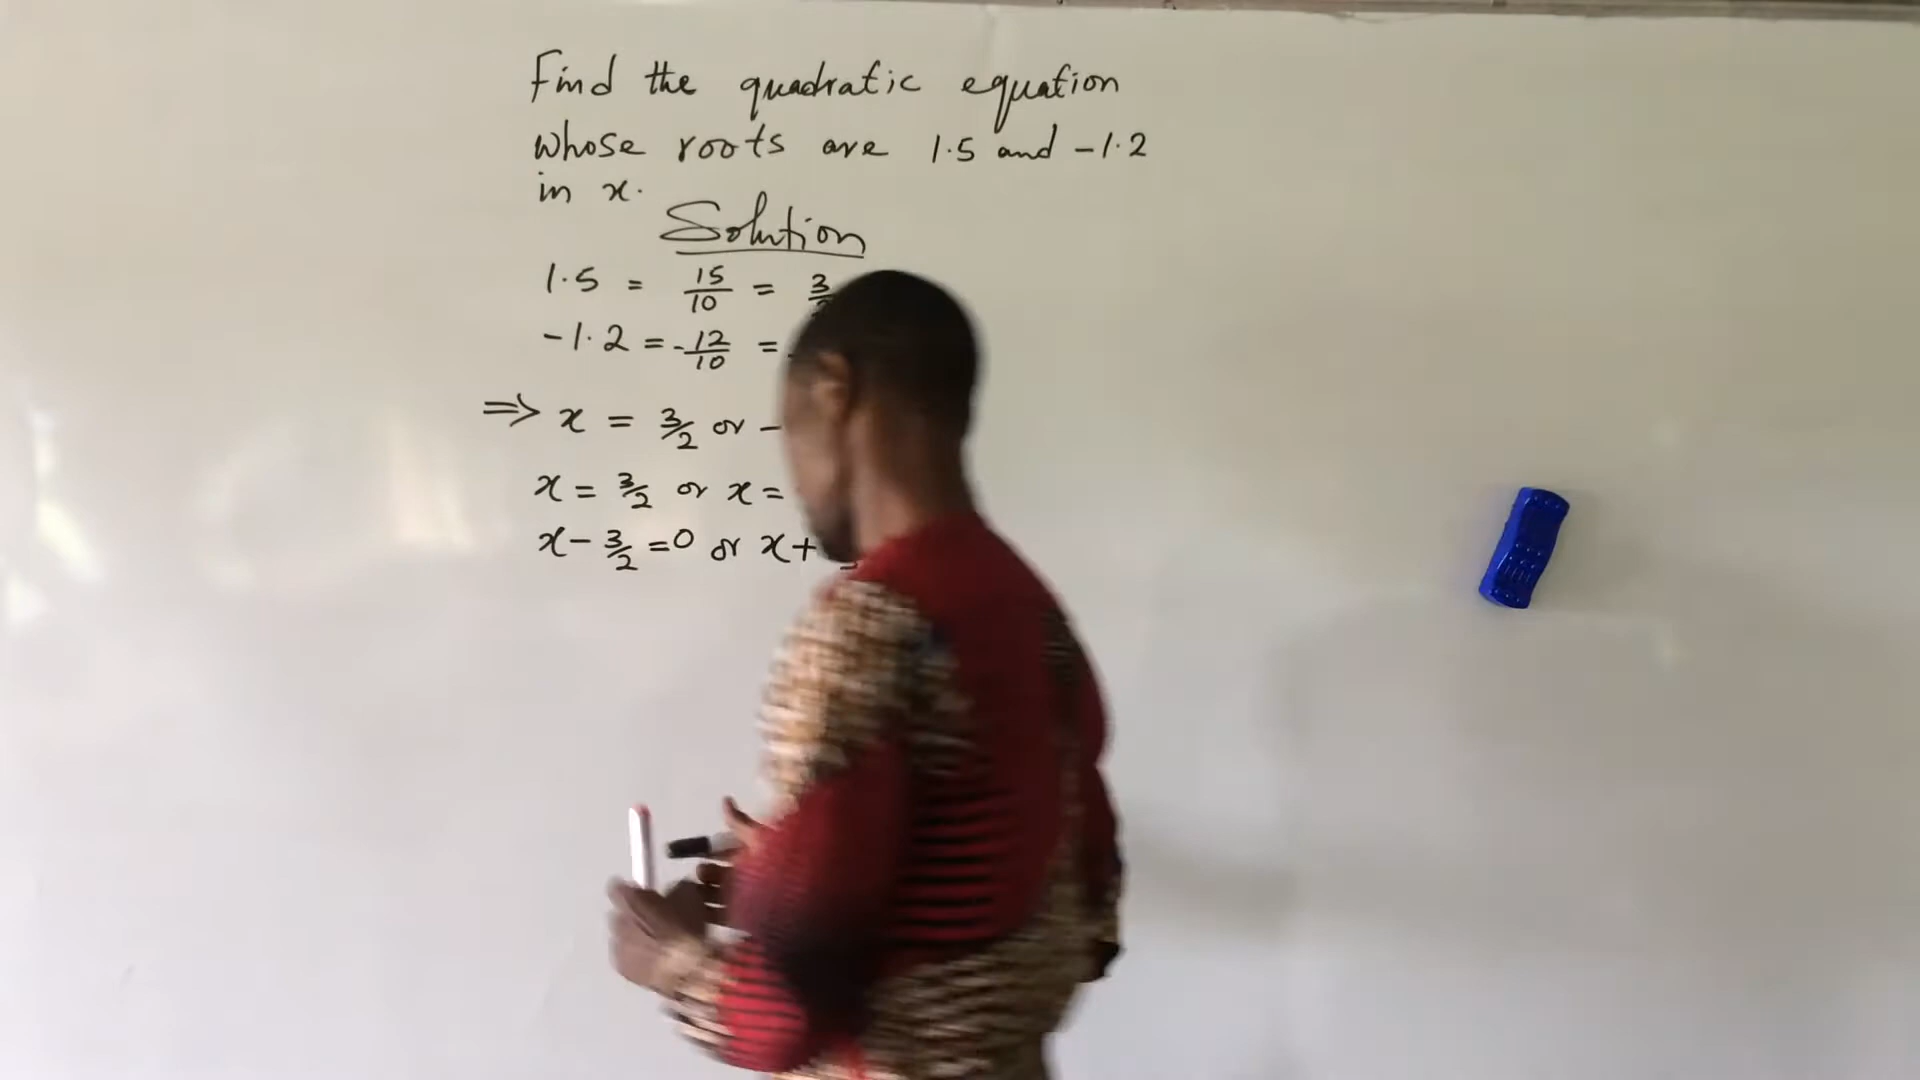 Find the quadratic equation
whose roots are 1.5 and -1.2
in x.
Solution
1.5 = 15/10 = 3/
-1.2 = -12/10 =
⇒ x = 3/2 or -
x = 3/2 or x =
x - 3/2 = 0 or x +